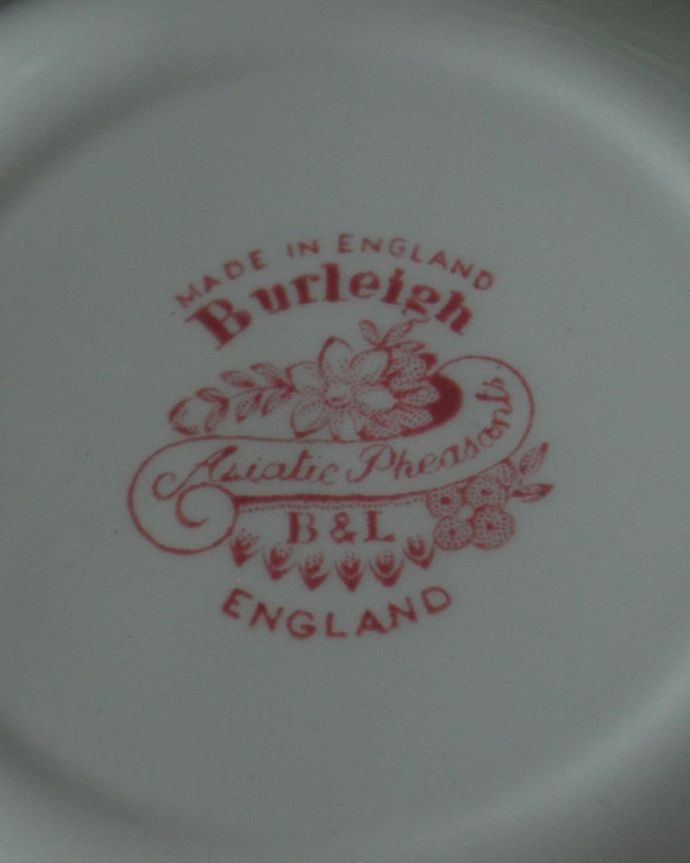 MADE IN ENGLAND
Burleigh
Asiatic Pheasants
B & L
ENGLAND